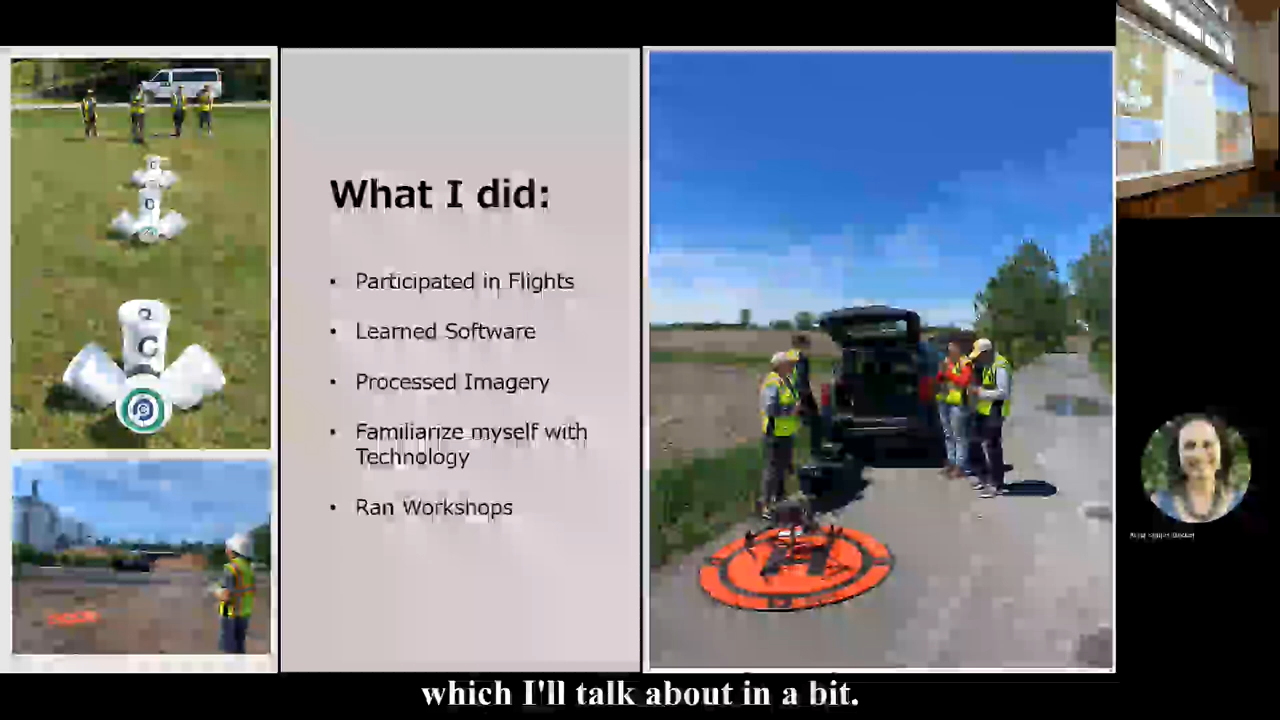 What I did:
• Participated in Flights
• Learned Software
• Processed Imagery
• Familiarize myself with
Technology
• Ran Workshops
which I'll talk about in a bit.